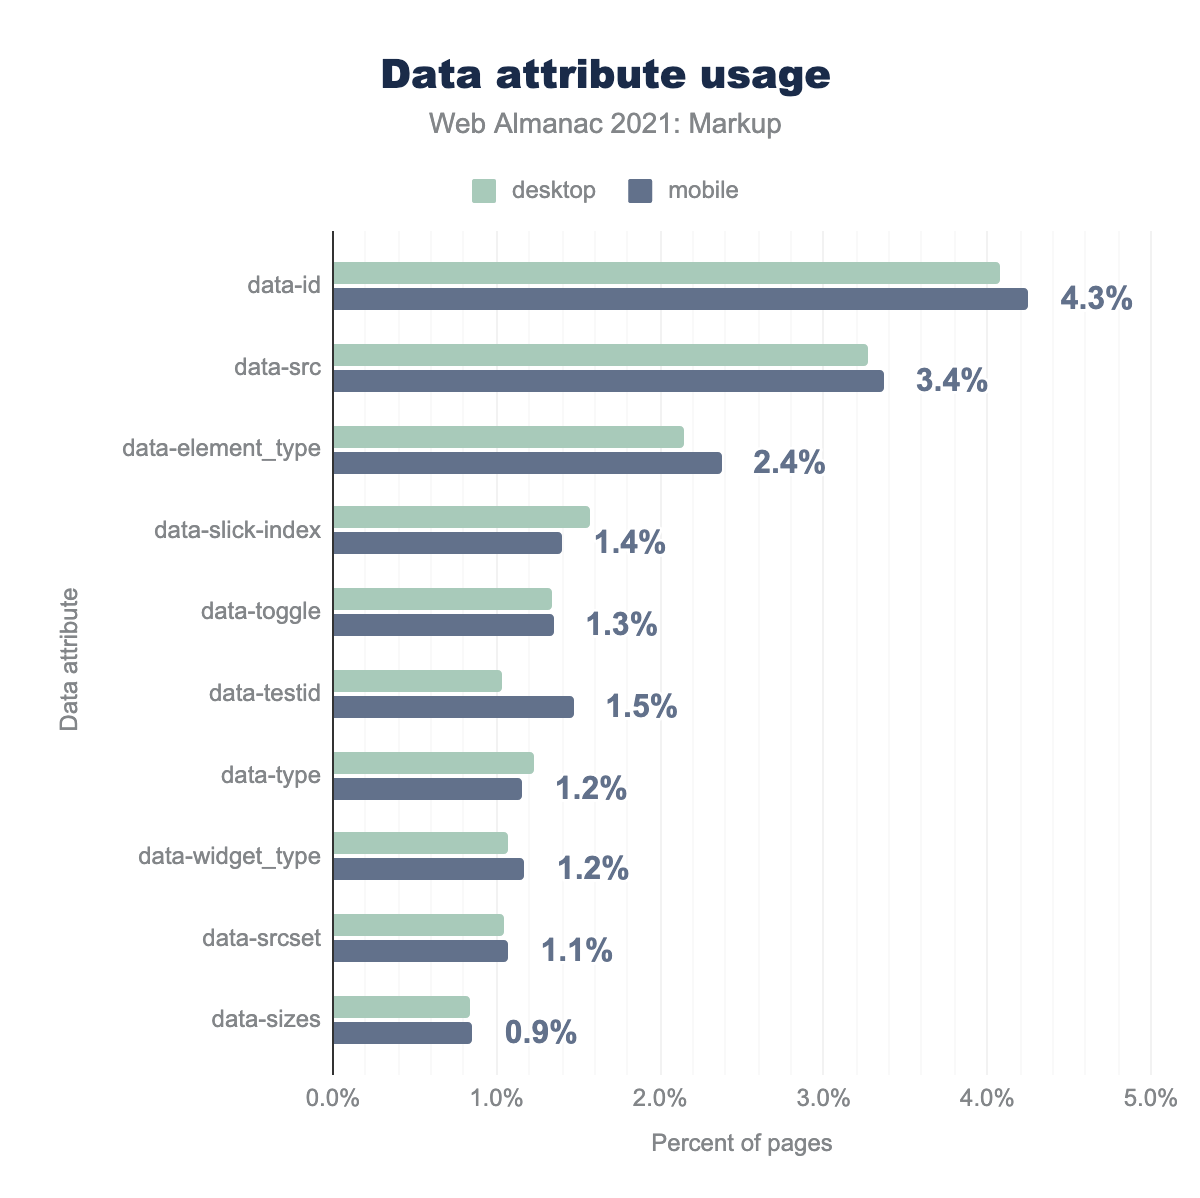 Data attribute usage
Web Almanac 2021: Markup
desktop mobile
data-id 4.3%
data-src 3.4%
data-element_type 2.4%
data-slick-index 1.4%
data-toggle 1.3%
data-testid 1.5%
data-type 1.2%
data-widget_type 1.2%
data-srcset 1.1%
data-sizes 0.9%
Data attribute
0.0% 1.0% 2.0% 3.0% 4.0% 5.0%
Percent of pages